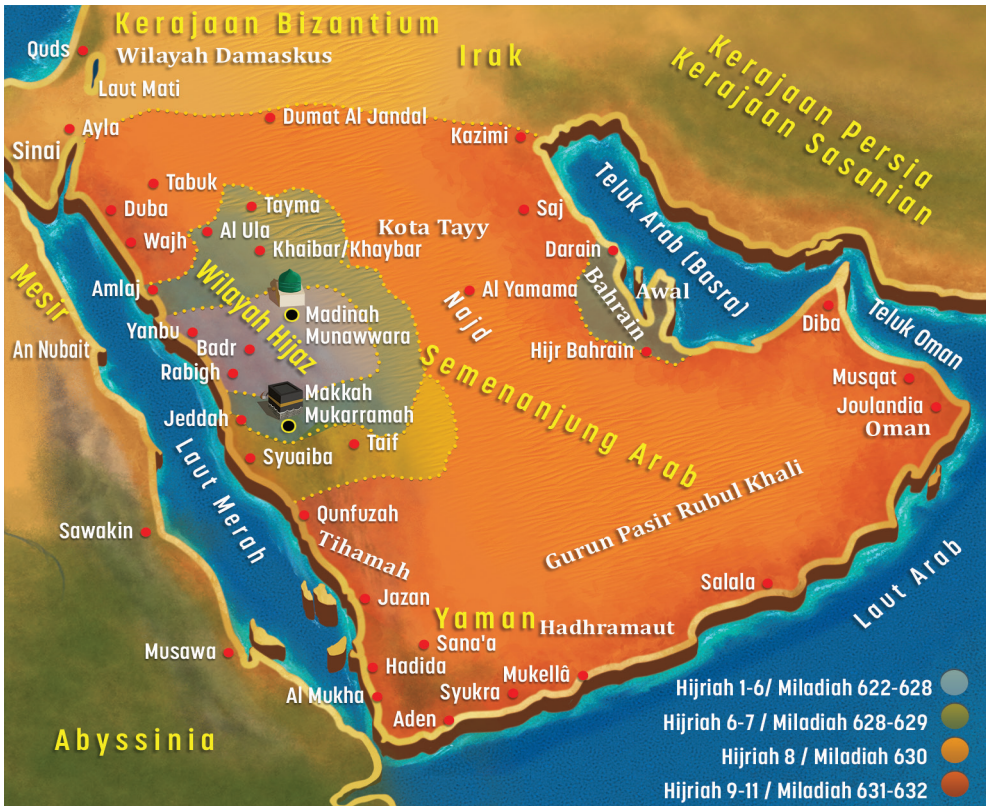 Kerajaan Bizantium
Quds
Wilayah Damaskus
Irak
Kerajaan Persia
Kerajaan Sasanian
Laut Mati
Ayla
Dumat Al Jandal
Kazimi
Sinai
Tabuk
Duba
Wajh
Tayma
Al Ula
Khaibar/Khaybar
Kota Tayy
Saj
Darain
Teluk Arab (Basra)
Mesir
Amlaj
Wilayah Hijaz
Madinah
Munawwara
Najd
Al Yamama
Bahrain
Awal
Diba
Teluk Oman
Yanbu
An Nubait
Badr
Rabigh
Hijr Bahrain
Semenanjung Arab
Makkah
Mukarramah
Musqat
Joulandia
Oman
Jeddah
Taif
Syuaiba
Laut Merah
Gurun Pasir Rubul Khali
Qunfuzah
Sawakin
Tihamah
Laut Arab
Salala
Jazan
Yaman
Hadhramaut
Sana'a
Musawa
Hadida
Mukellâ
Al Mukha
Syukra
Aden
Abyssinia
Hijriah 1-6/ Miladiah 622-628
Hijriah 6-7 / Miladiah 628-629
Hijriah 8 / Miladiah 630
Hijriah 9-11 / Miladiah 631-632